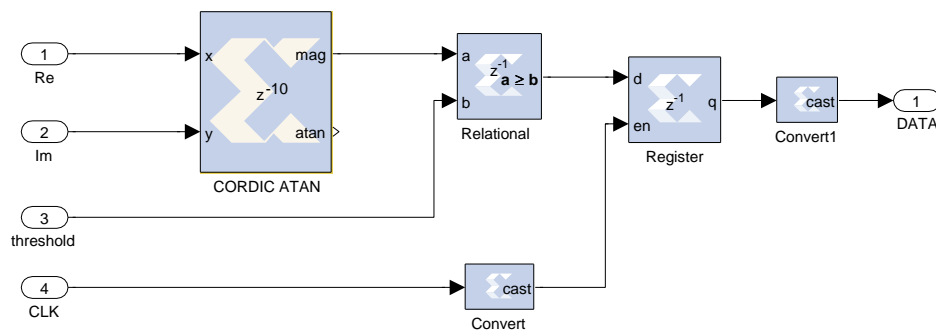 1
Re
2
Im
3
threshold
4
CLK
x
y
mag
atan
z-10
CORDIC ATAN
a
b
z-1
a ≥ b
Relational
cast
Convert
d
en
z-1
q
Register
cast
Convert1
1
DATA